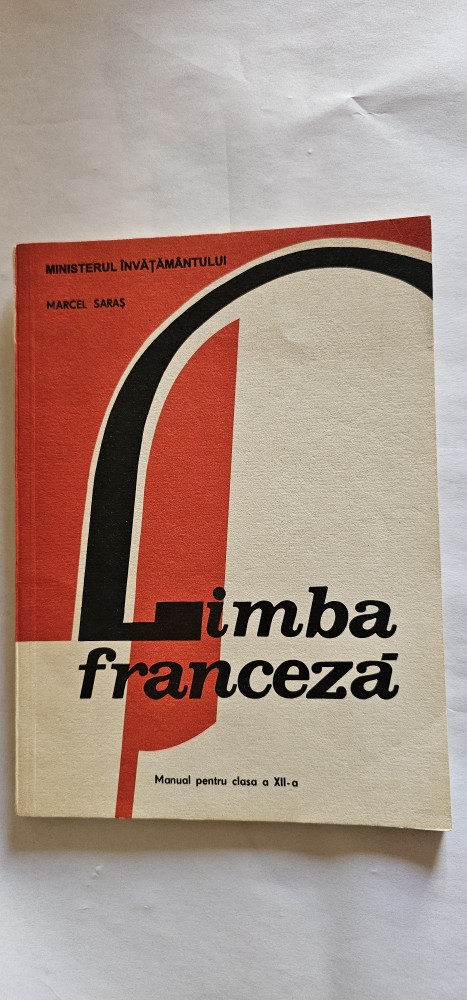 MINISTERUL ÎNVĂȚĂMÂNTULUI
MARCEL SARAȘ
Limba
franceză
Manual pentru clasa a XII-a